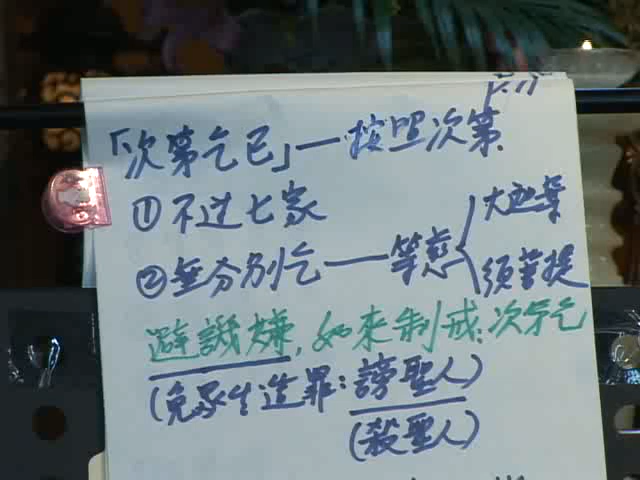 「次第乞已」—按照次第
①不过七家
②無分别乞——等慈 大迦葉
須菩提
避譏嫌,如來制戒:次第乞
(免眾生造罪:謗聖人)
(殺聖人)